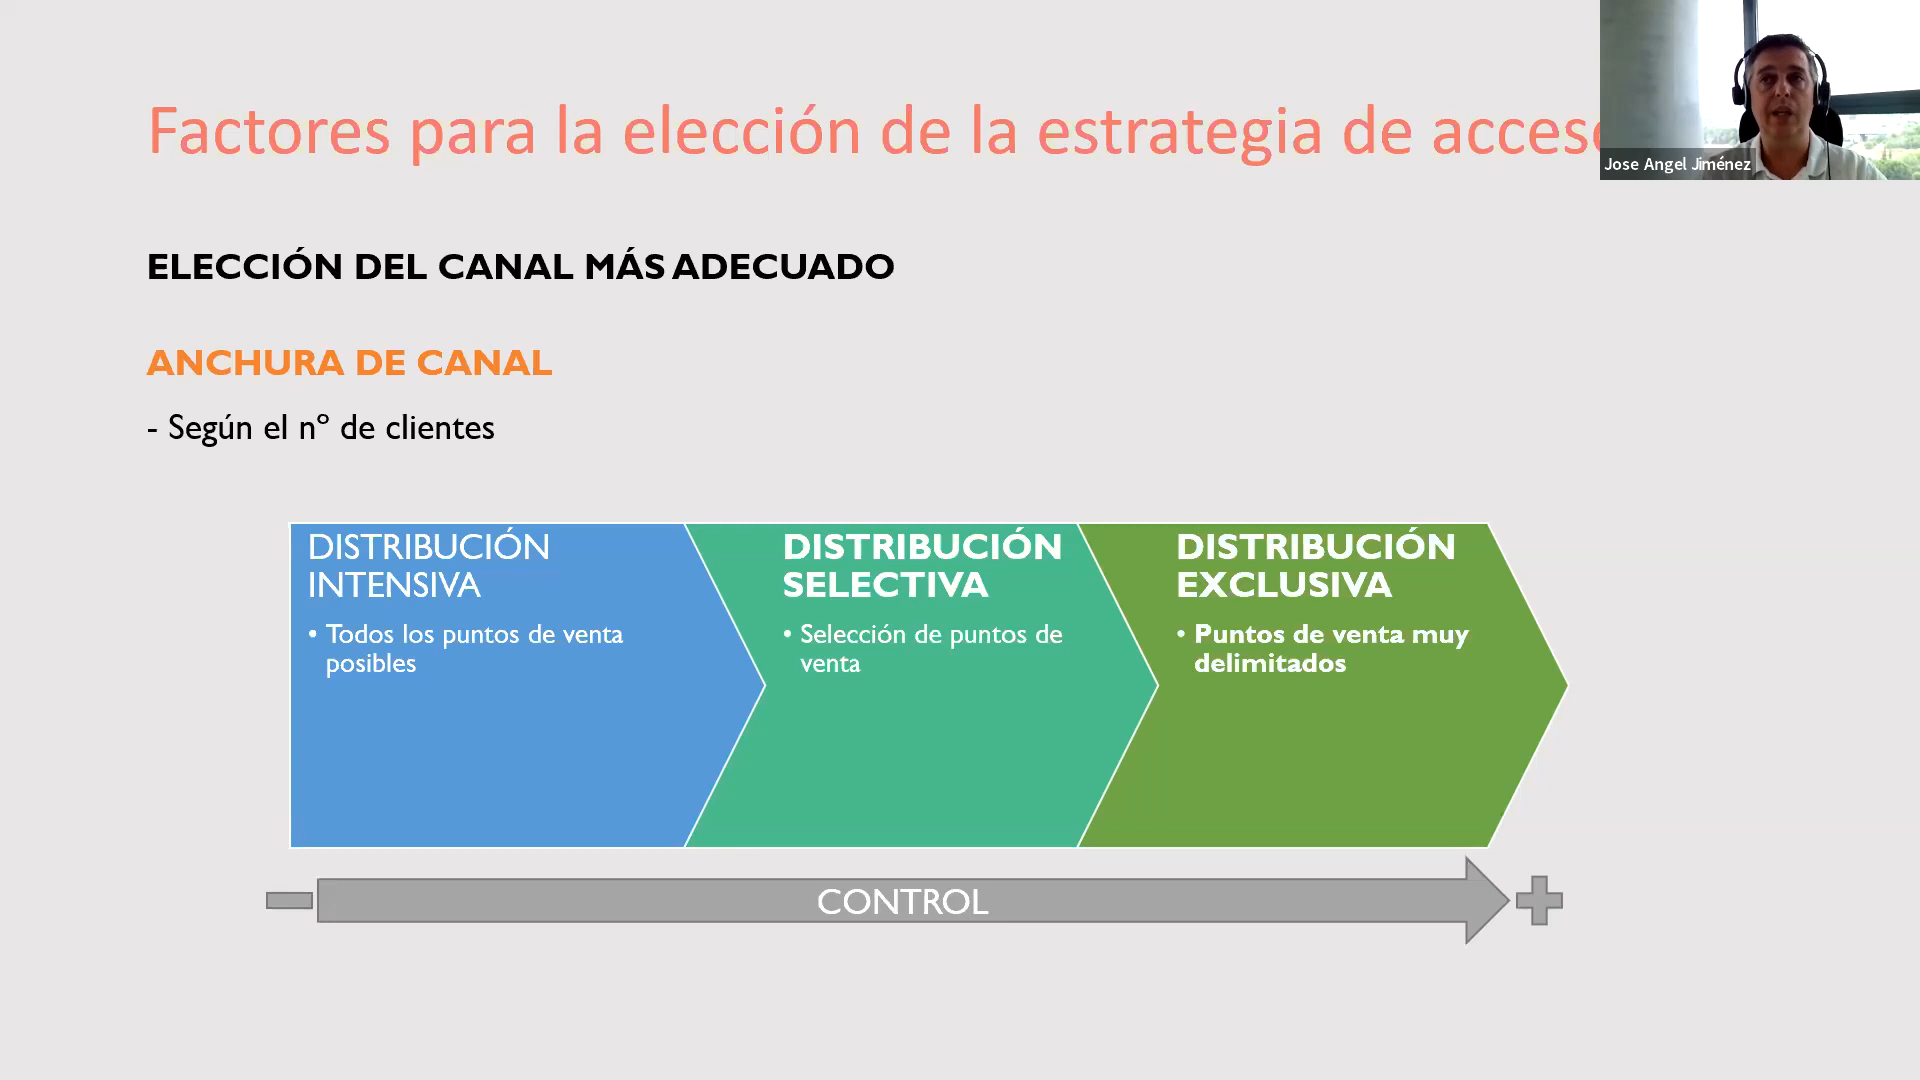 Factores para la elección de la estrategia de acceso
Jose Angel Jiménez
ELECCIÓN DEL CANAL MÁS ADECUADO
ANCHURA DE CANAL
- Según el nº de clientes
DISTRIBUCIÓN
INTENSIVA
• Todos los puntos de venta
posibles
DISTRIBUCIÓN
SELECTIVA
• Selección de puntos de
venta
DISTRIBUCIÓN
EXCLUSIVA
• Puntos de venta muy
delimitados
CONTROL